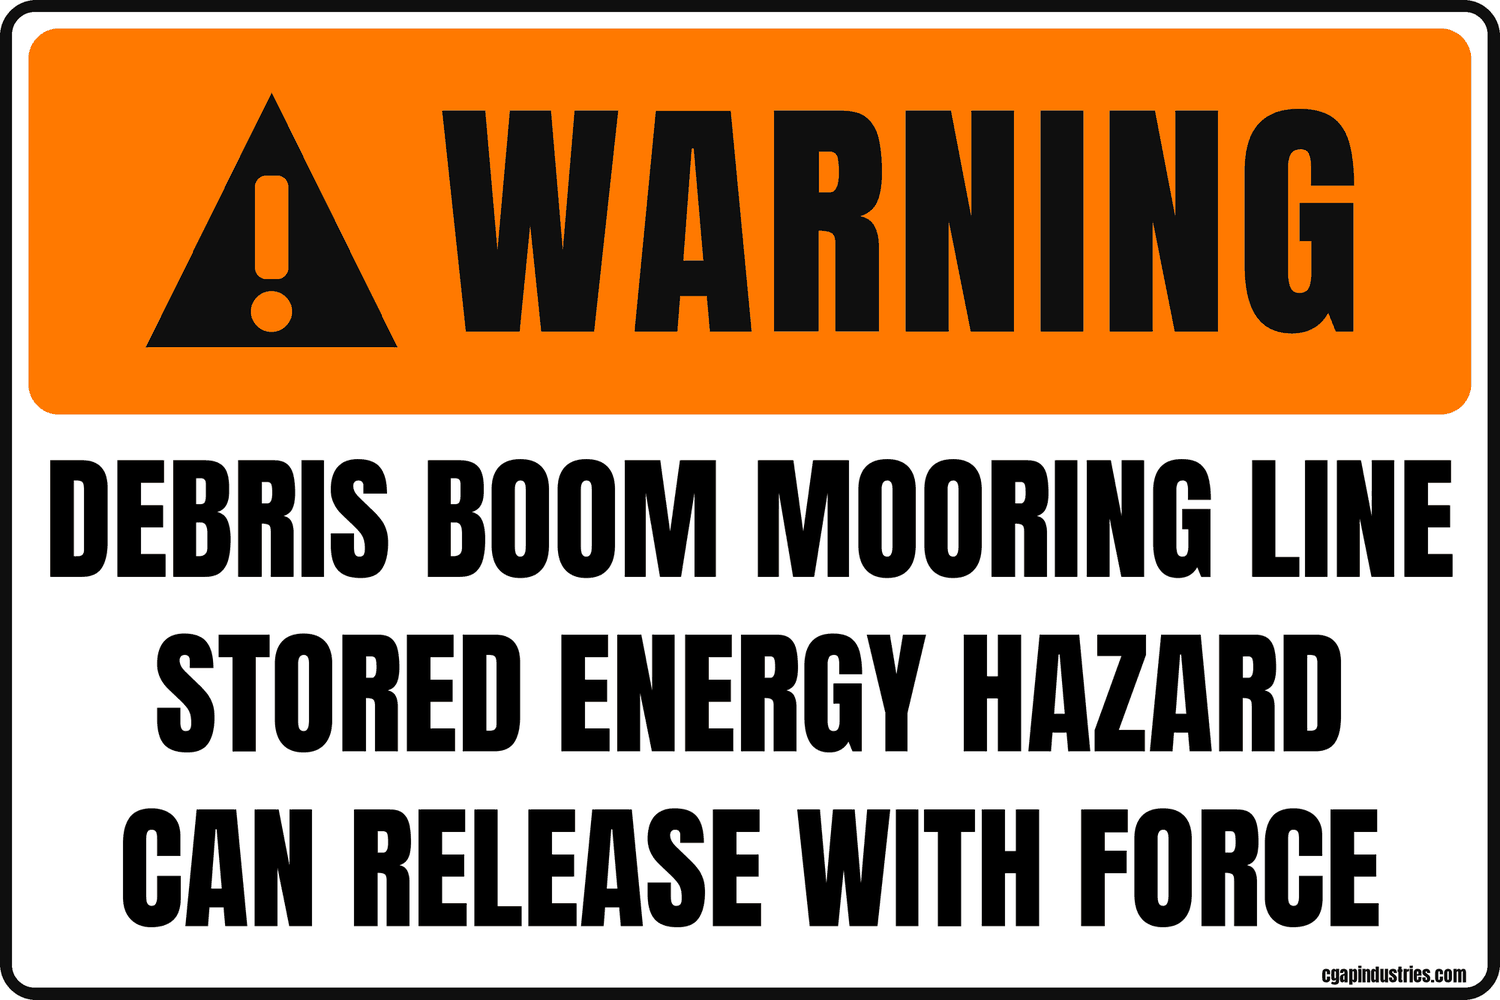 WARNING
DEBRIS BOOM MOORING LINE
STORED ENERGY HAZARD
CAN RELEASE WITH FORCE
cgapindustries.com